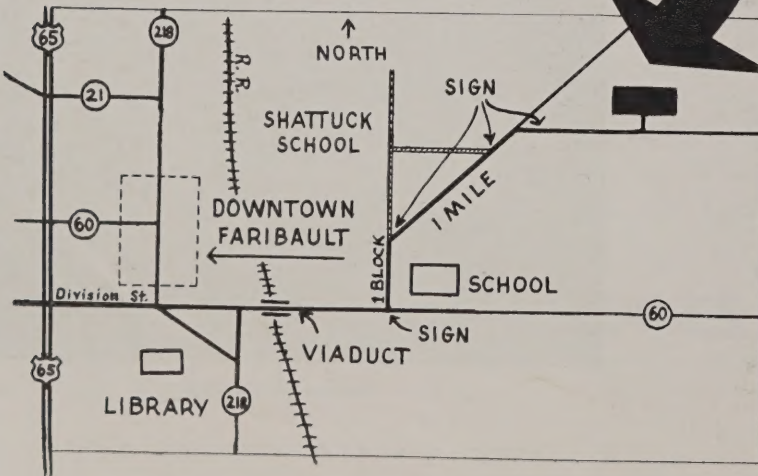 65
218
R.R.
↑
NORTH
SIGN
21
SHATTUCK
SCHOOL
1 MILE
60
DOWNTOWN
FARIBAULT
1 BLOCK
SCHOOL
Division St.
60
SIGN
VIADUCT
65
LIBRARY
218